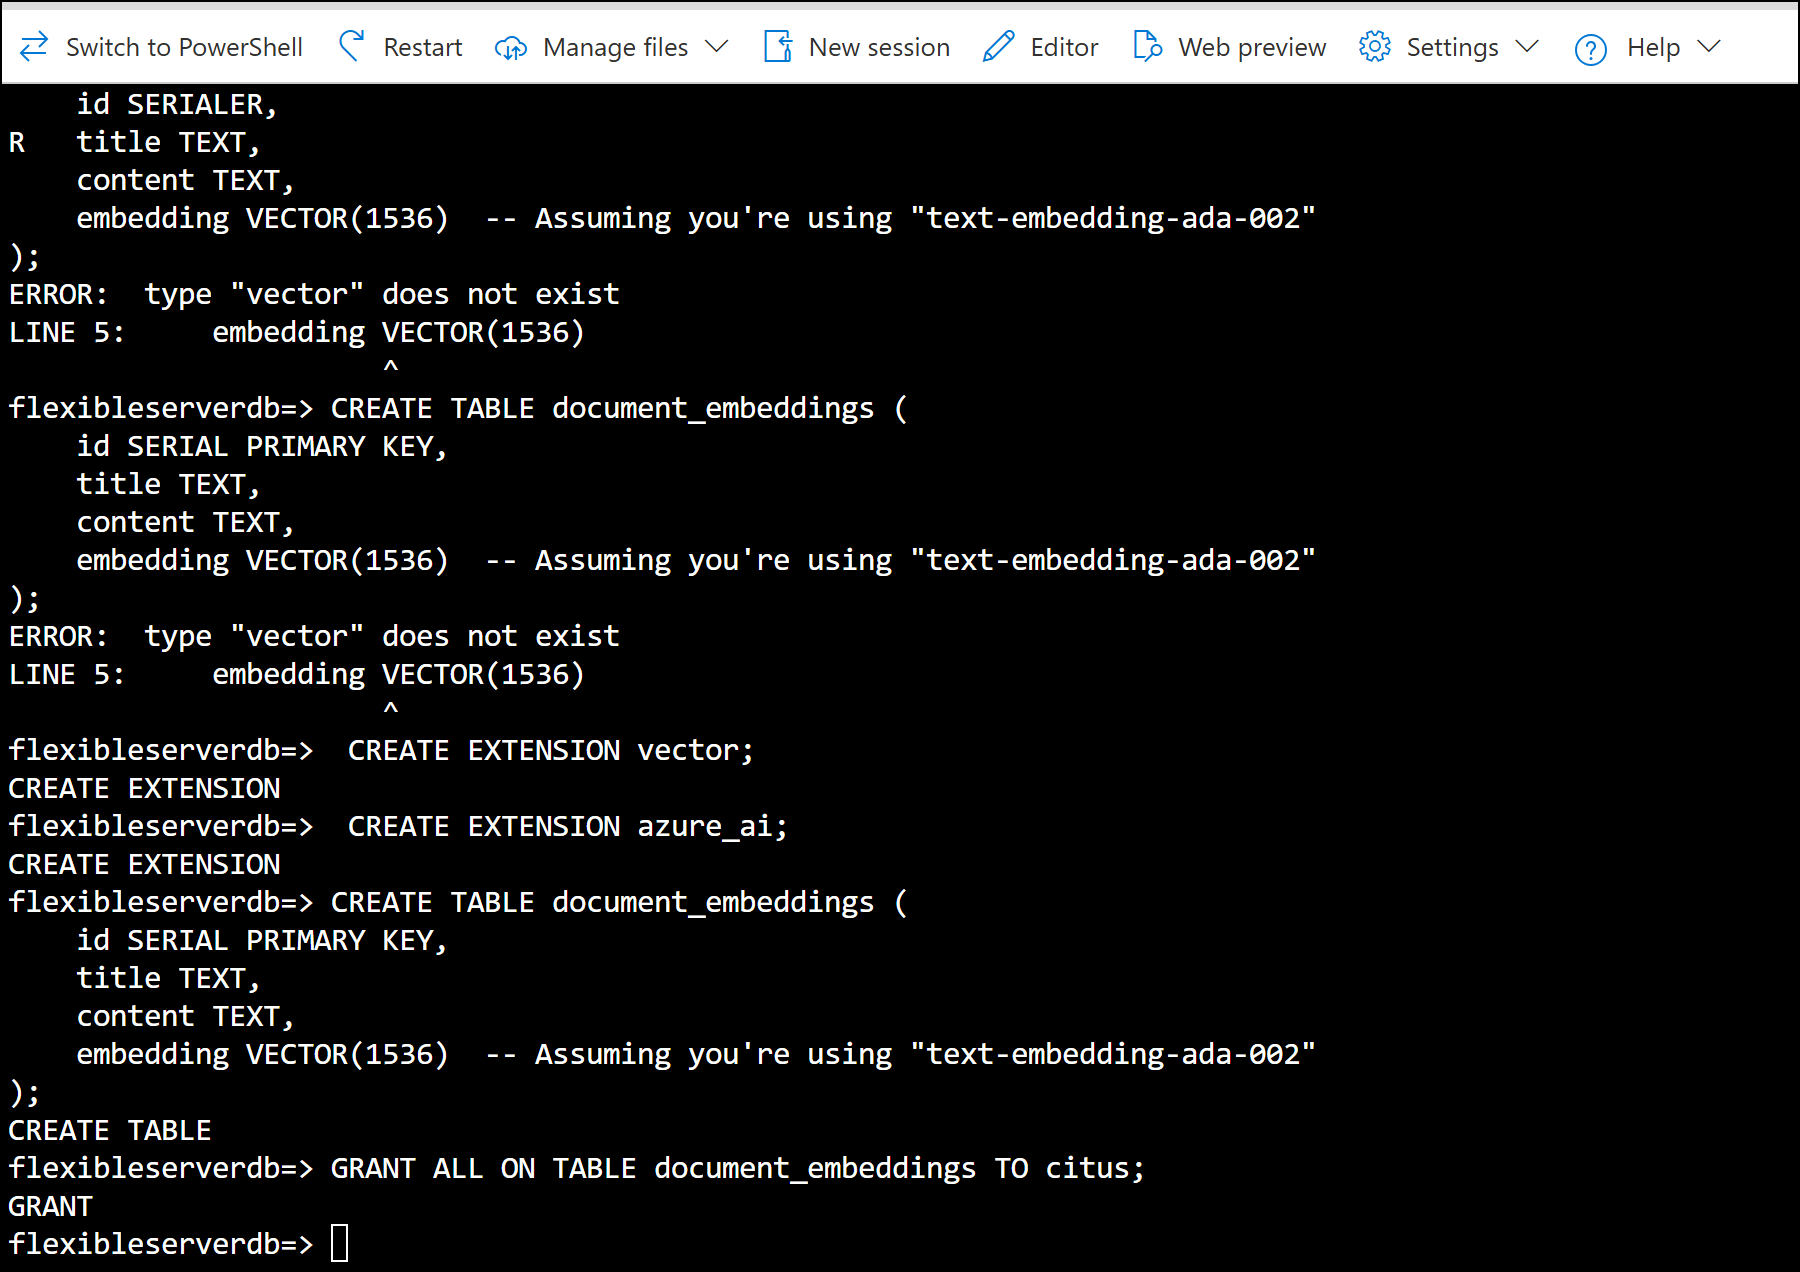 Switch to PowerShell Restart Manage files New session Editor Web preview Settings Help
    id SERIALER,
R   title TEXT,
    content TEXT,
    embedding VECTOR(1536)  -- Assuming you're using "text-embedding-ada-002"
);
ERROR:  type "vector" does not exist
LINE 5:     embedding VECTOR(1536)
                      ^
flexibleserverdb=> CREATE TABLE document_embeddings (
    id SERIAL PRIMARY KEY,
    title TEXT,
    content TEXT,
    embedding VECTOR(1536)  -- Assuming you're using "text-embedding-ada-002"
);
ERROR:  type "vector" does not exist
LINE 5:     embedding VECTOR(1536)
                      ^
flexibleserverdb=>  CREATE EXTENSION vector;
CREATE EXTENSION
flexibleserverdb=>  CREATE EXTENSION azure_ai;
CREATE EXTENSION
flexibleserverdb=> CREATE TABLE document_embeddings (
    id SERIAL PRIMARY KEY,
    title TEXT,
    content TEXT,
    embedding VECTOR(1536)  -- Assuming you're using "text-embedding-ada-002"
);
CREATE TABLE
flexibleserverdb=> GRANT ALL ON TABLE document_embeddings TO citus;
GRANT
flexibleserverdb=>